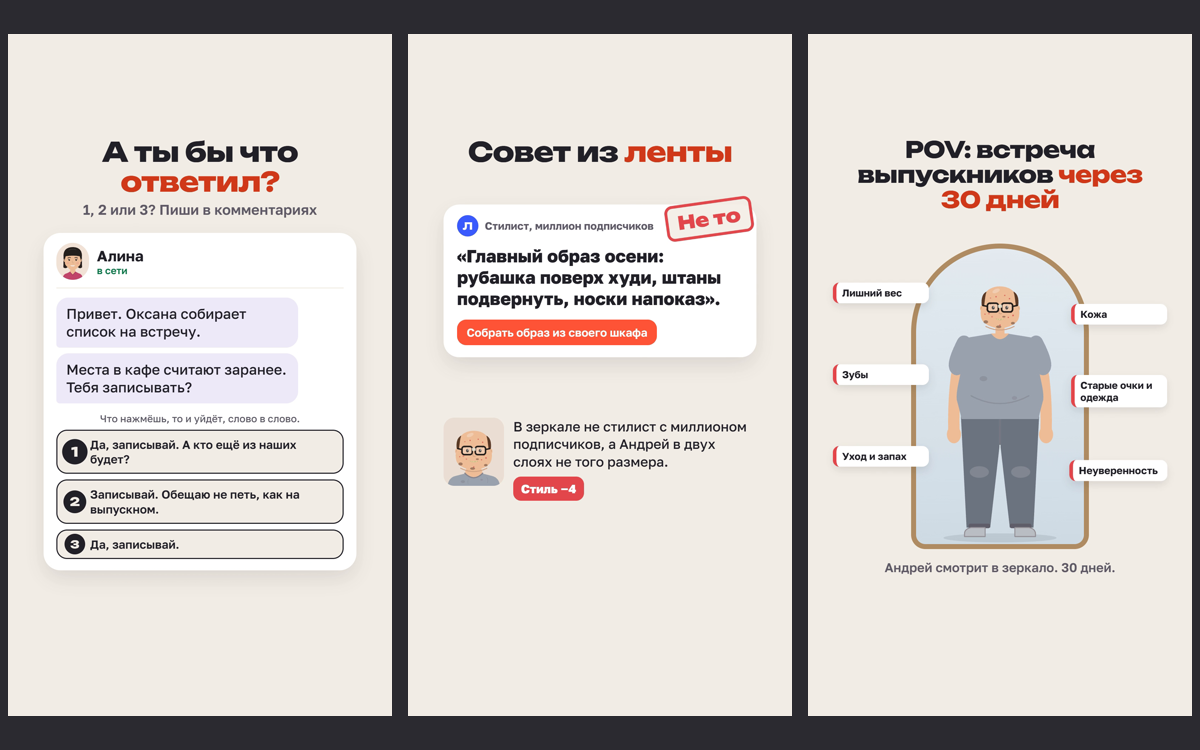 А ты бы что
ответил?
1, 2 или 3? Пиши в комментариях
Алина
в сети
Привет. Оксана собирает
список на встречу.
Места в кафе считают заранее.
Тебя записывать?
Что нажмёшь, то и уйдёт, слово в слово.
1 Да, записывай. А кто ещё из наших
будет?
2 Записывай. Обещаю не петь, как на
выпускном.
3 Да, записывай.
Совет из ленты
Л Стилист, миллион подписчиков
Не то
«Главный образ осени:
рубашка поверх худи, штаны
подвернуть, носки напоказ».
Собрать образ из своего шкафа
В зеркале не стилист с миллионом
подписчиков, а Андрей в двух
слоях не того размера.
Стиль −4
POV: встреча
выпускников через
30 дней
Лишний вес
Кожа
Зубы
Старые очки и
одежда
Уход и запах
Неуверенность
Андрей смотрит в зеркало. 30 дней.